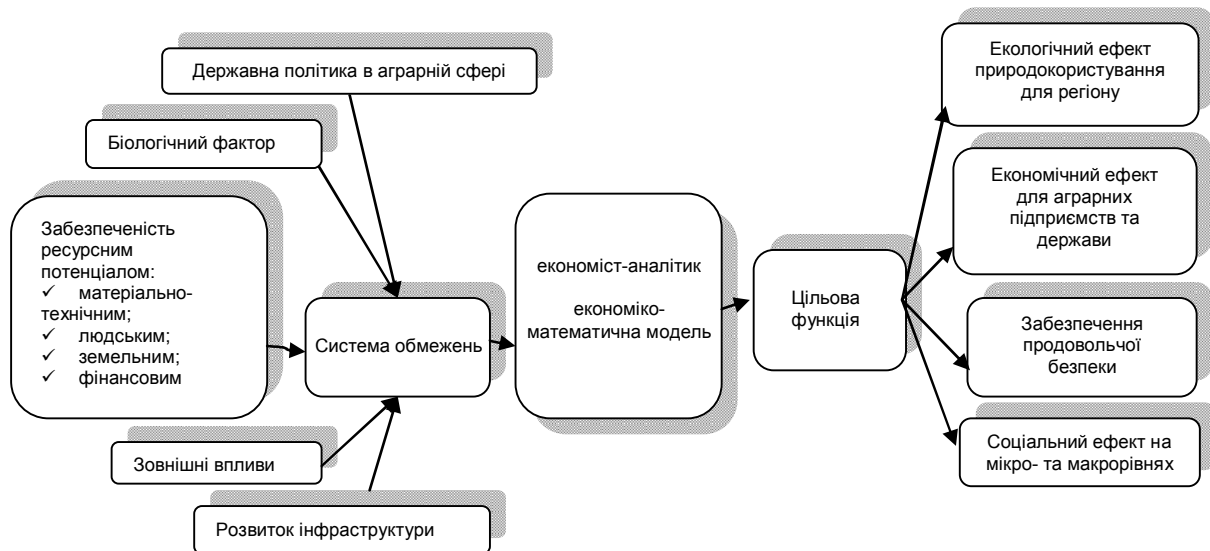 Державна політика в аграрній сфері
Біологічний фактор
Забезпеченість
ресурсним
потенціалом:
✓ матеріально-
технічним;
✓ людським;
✓ земельним;
✓ фінансовим
Зовнішні впливи
Розвиток інфраструктури
Система обмежень
економіст-аналітик
економіко-
математична модель
Цільова
функція
Екологічний ефект
природокористування
для регіону
Економічний ефект
для аграрних
підприємств та
держави
Забезпечення
продовольчої
безпеки
Соціальний ефект на
мікро- та макрорівнях